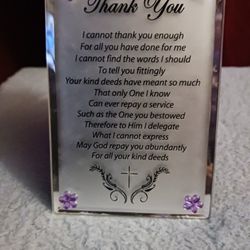 Thank You
I cannot thank you enough
For all you have done for me
I cannot find the words I should
To tell you fittingly
Your kind deeds have meant so much
That only One I know
Can ever repay a service
Such as the One you bestowed
Therefore to Him I delegate
What I cannot express
May God repay you abundantly
For all your kind deeds